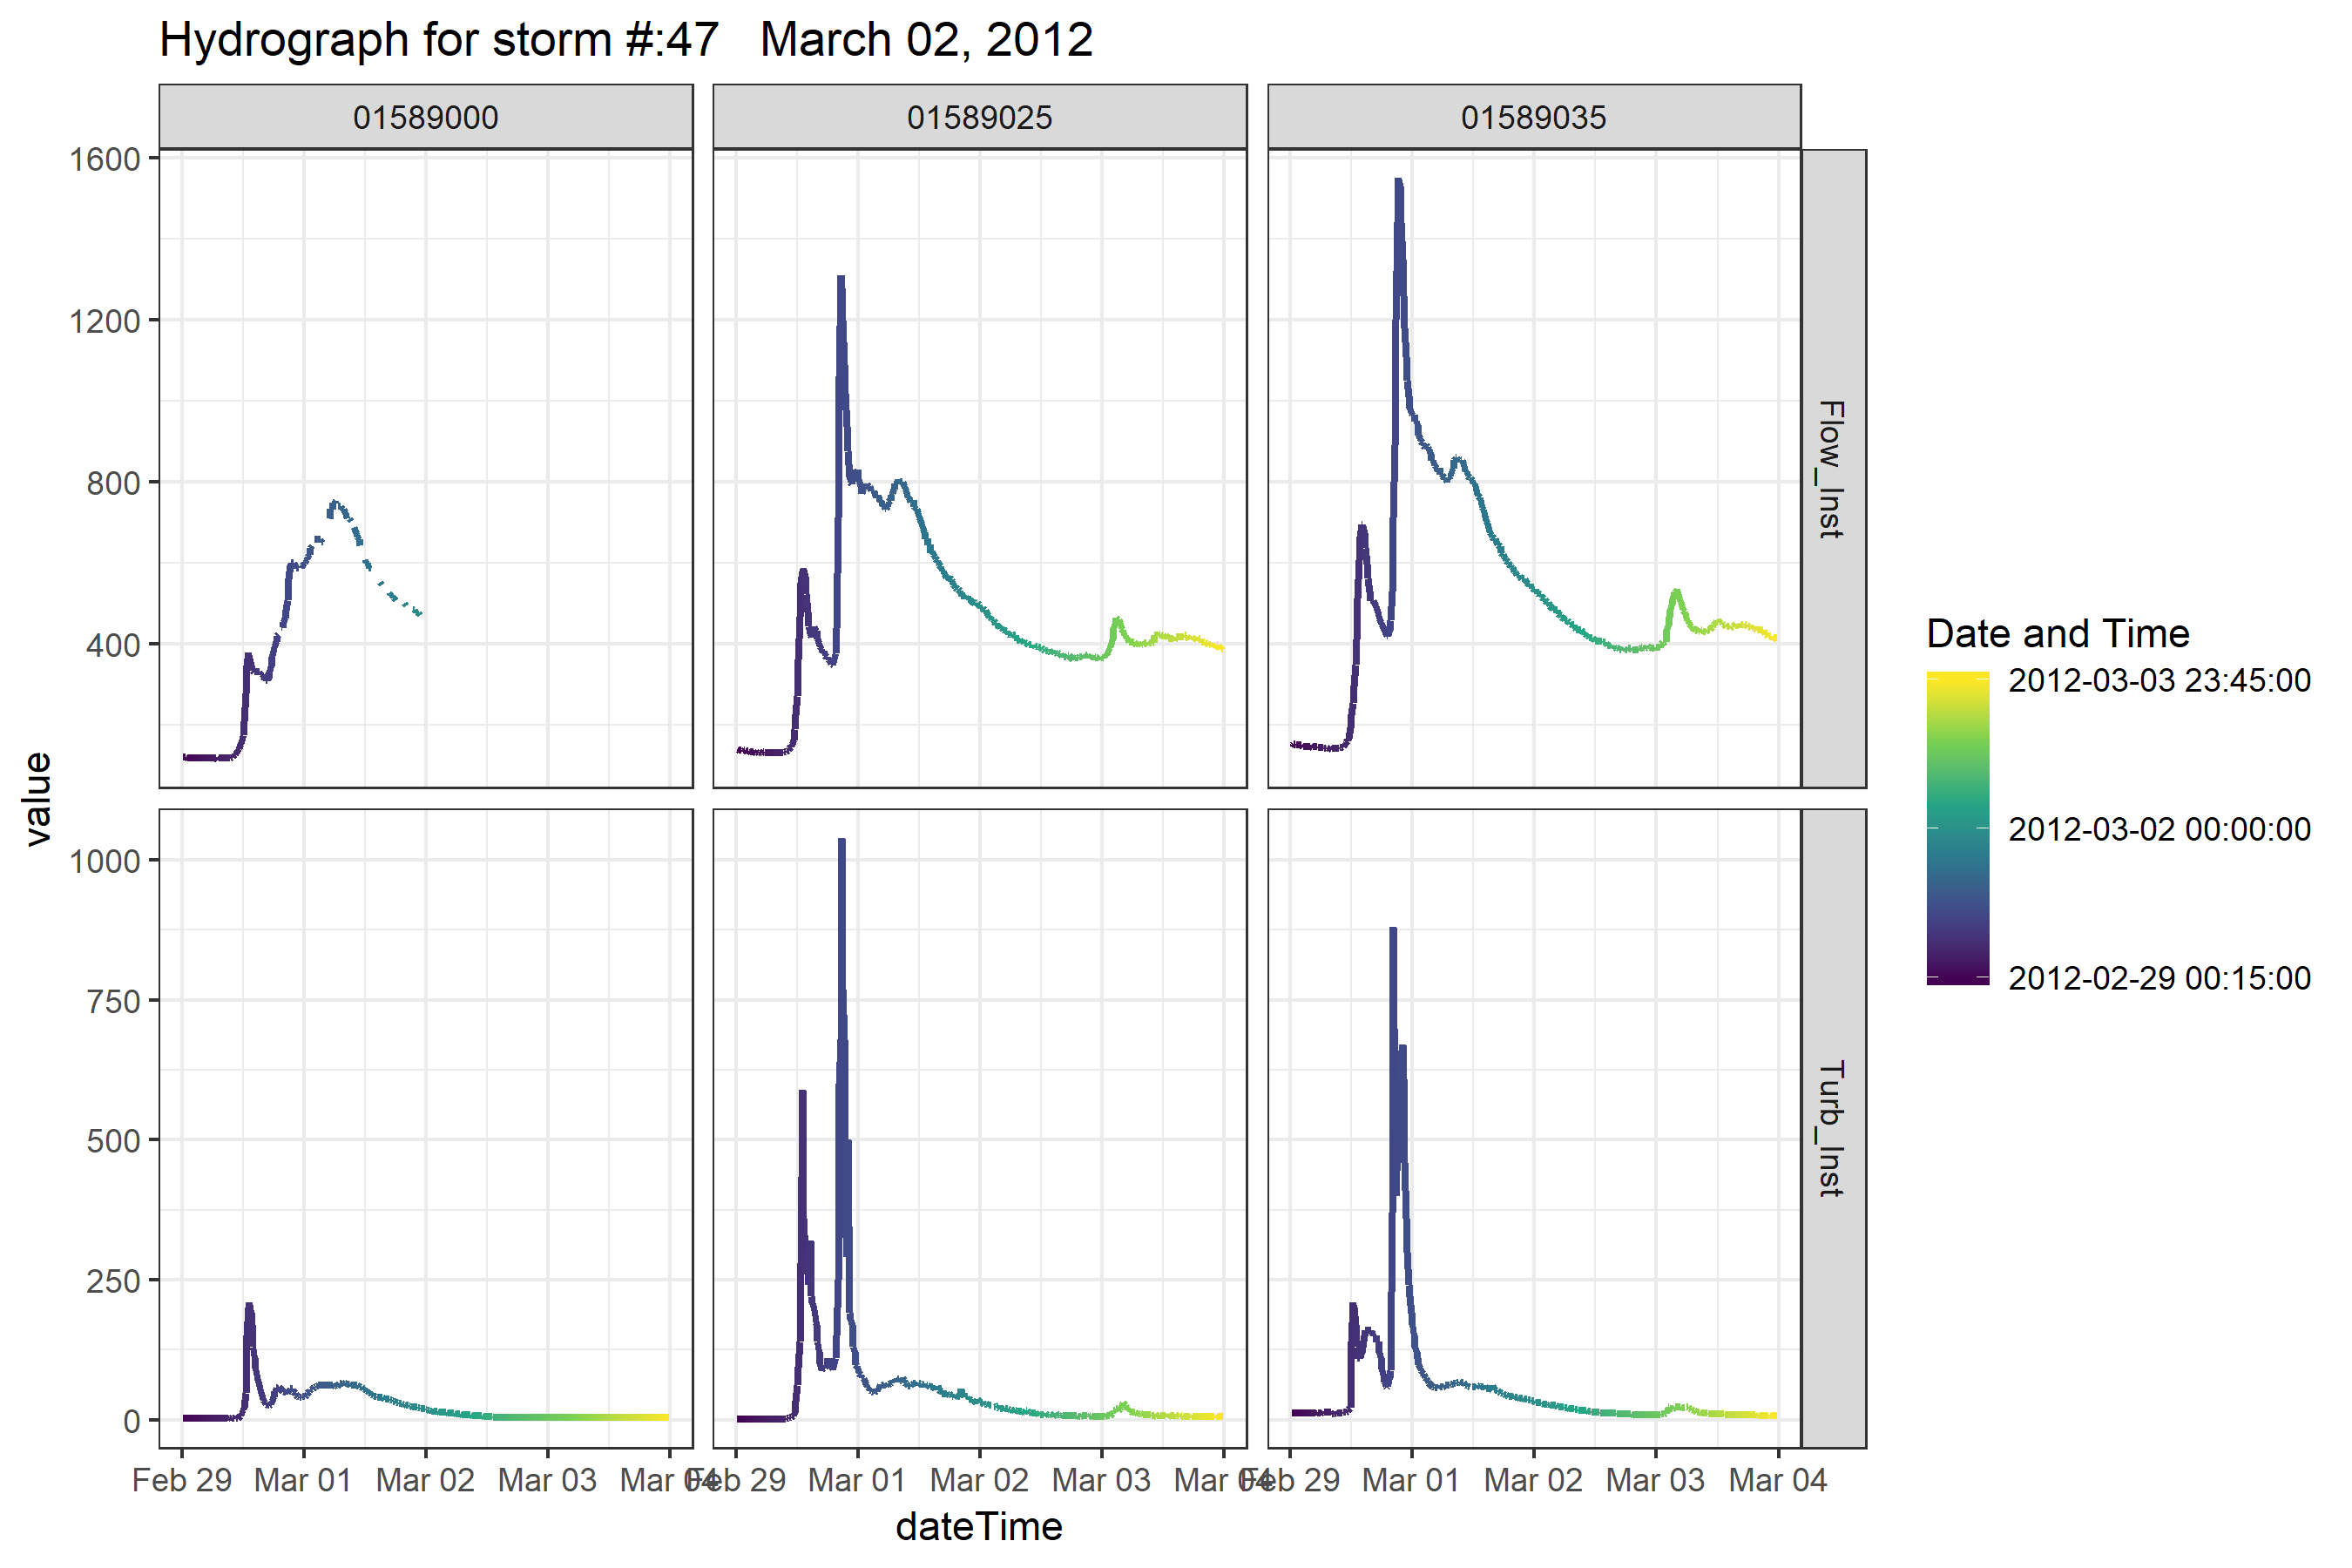 Hydrograph for storm #:47   March 02, 2012
01589000 01589025 01589035
1600
1200
800
400
Flow_Inst
value
1000
750
500
250
0
Turb_Inst
Feb 29 Mar 01 Mar 02 Mar 03 Mar 04 Feb 29 Mar 01 Mar 02 Mar 03 Mar 04 Feb 29 Mar 01 Mar 02 Mar 03 Mar 04
dateTime
Date and Time
2012-03-03 23:45:00
2012-03-02 00:00:00
2012-02-29 00:15:00